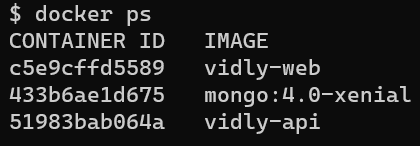 $ docker ps
CONTAINER ID   IMAGE
c5e9cffd5589   vidly-web
433b6ae1d675   mongo:4.0-xenial
51983bab064a   vidly-api